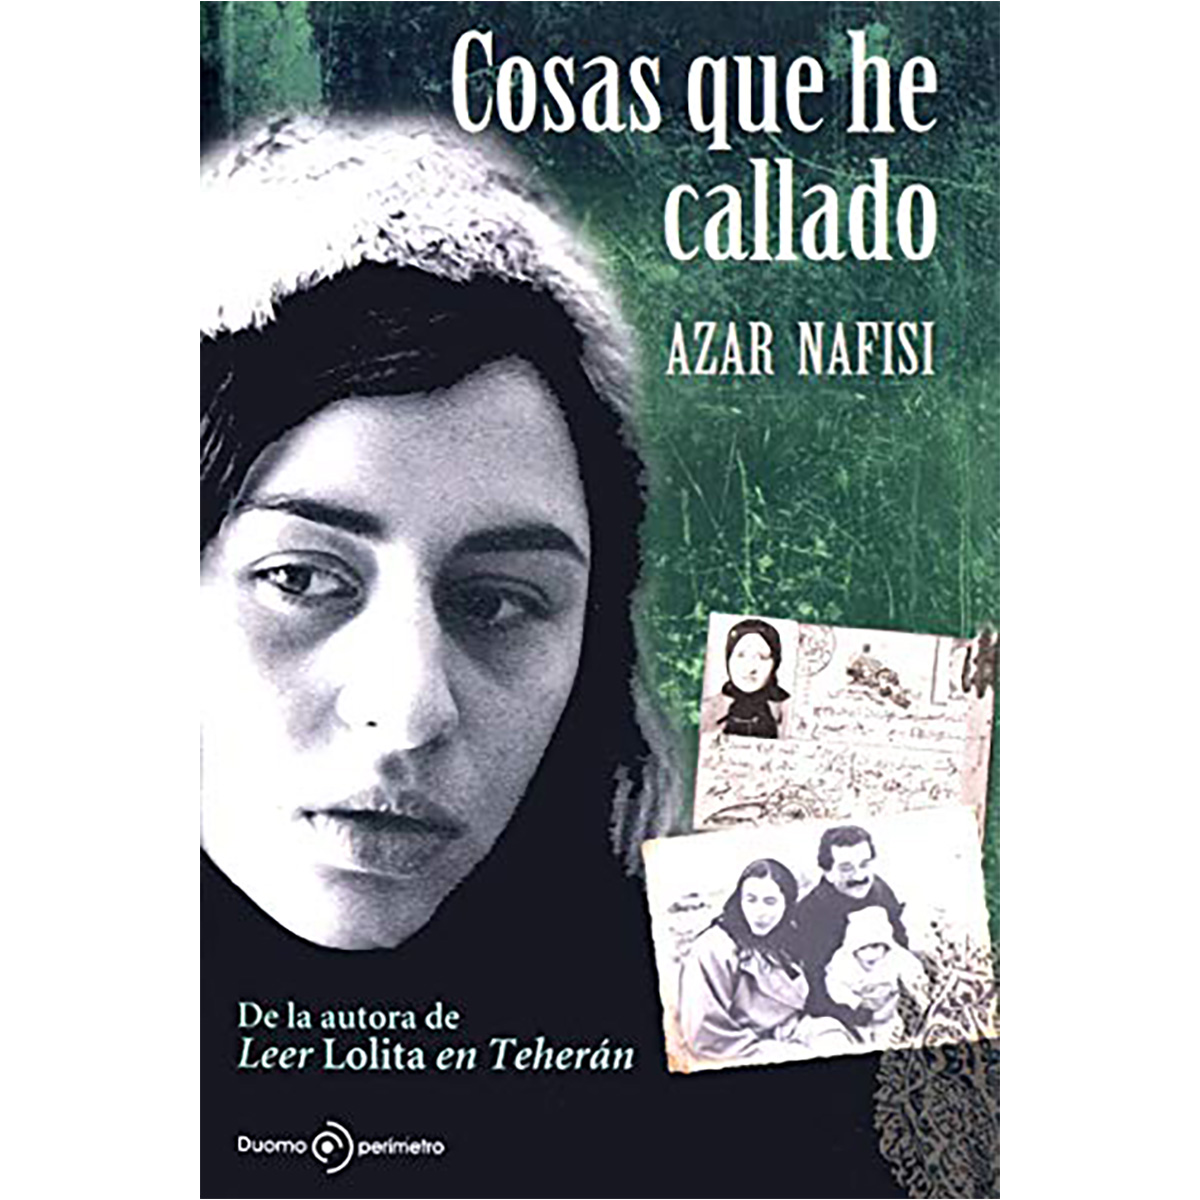 Cosas que he
callado
AZAR NAFISI
De la autora de
Leer Lolita en Teherán
Duomo perímetro